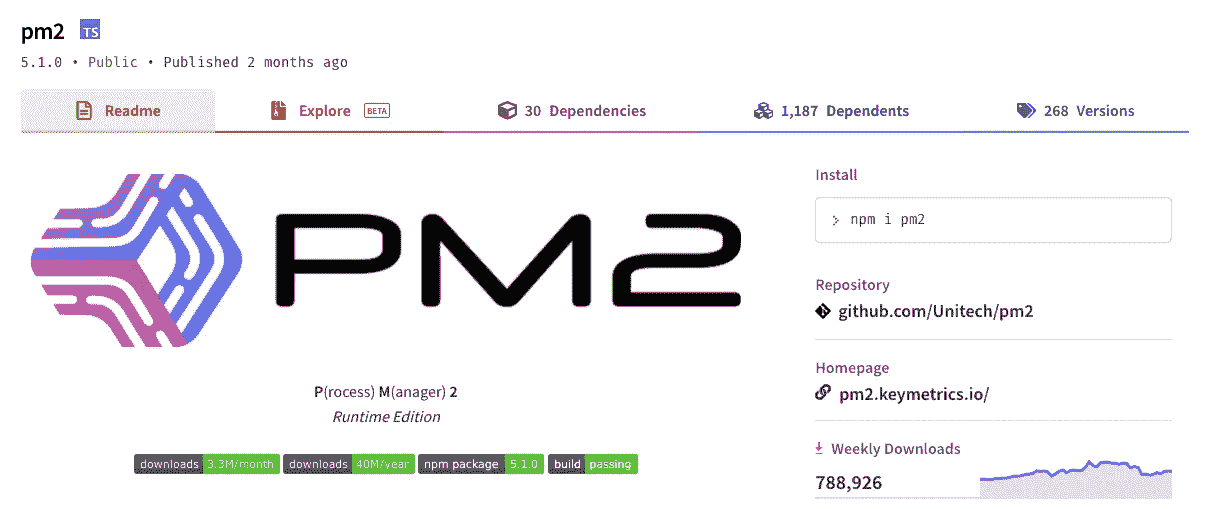 pm2 TS
5.1.0 • Public • Published 2 months ago
Readme
Explore BETA
30 Dependencies
1,187 Dependents
268 Versions
PM2
P(rocess) M(anager) 2
Runtime Edition
downloads 3.3M/month downloads 40M/year npm package 5.1.0 build passing
Install
> npm i pm2
Repository
github.com/Unitech/pm2
Homepage
pm2.keymetrics.io/
Weekly Downloads
788,926